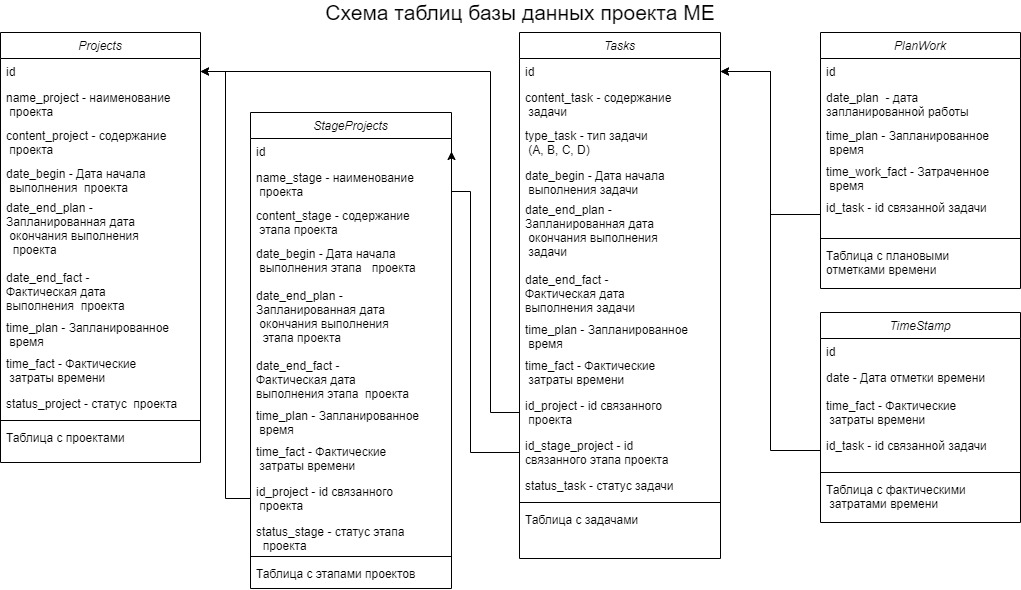 Схема таблиц базы данных проекта ME
Projects
id
name_project - наименование
проекта
content_project - содержание
проекта
date_begin - Дата начала
выполнения проекта
date_end_plan -
Запланированная дата
окончания выполнения
проекта
date_end_fact -
Фактическая дата
выполнения проекта
time_plan - Запланированное
время
time_fact - Фактические
затраты времени
status_project - статус проекта
Таблица с проектами
StageProjects
id
name_stage - наименование
проекта
content_stage - содержание
этапа проекта
date_begin - Дата начала
выполнения этапа проекта
date_end_plan -
Запланированная дата
окончания выполнения
этапа проекта
date_end_fact -
Фактическая дата
выполнения этапа проекта
time_plan - Запланированное
время
time_fact - Фактические
затраты времени
id_project - id связанного
проекта
status_stage - статус этапа
проекта
Таблица с этапами проектов
Tasks
id
content_task - содержание
задачи
type_task - тип задачи
(A, B, C, D)
date_begin - Дата начала
выполнения задачи
date_end_plan -
Запланированная дата
окончания выполнения
задачи
date_end_fact -
Фактическая дата
выполнения задачи
time_plan - Запланированное
время
time_fact - Фактические
затраты времени
id_project - id связанного
проекта
id_stage_project - id
связанного этапа проекта
status_task - статус задачи
Таблица с задачами
PlanWork
id
date_plan - дата
запланированной работы
time_plan - Запланированное
время
time_work_fact - Затраченное
время
id_task - id связанной задачи
Таблица с плановыми
отметками времени
TimeStamp
id
date - Дата отметки времени
time_fact - Фактические
затраты времени
id_task - id связанной задачи
Таблица с фактическими
затратами времени